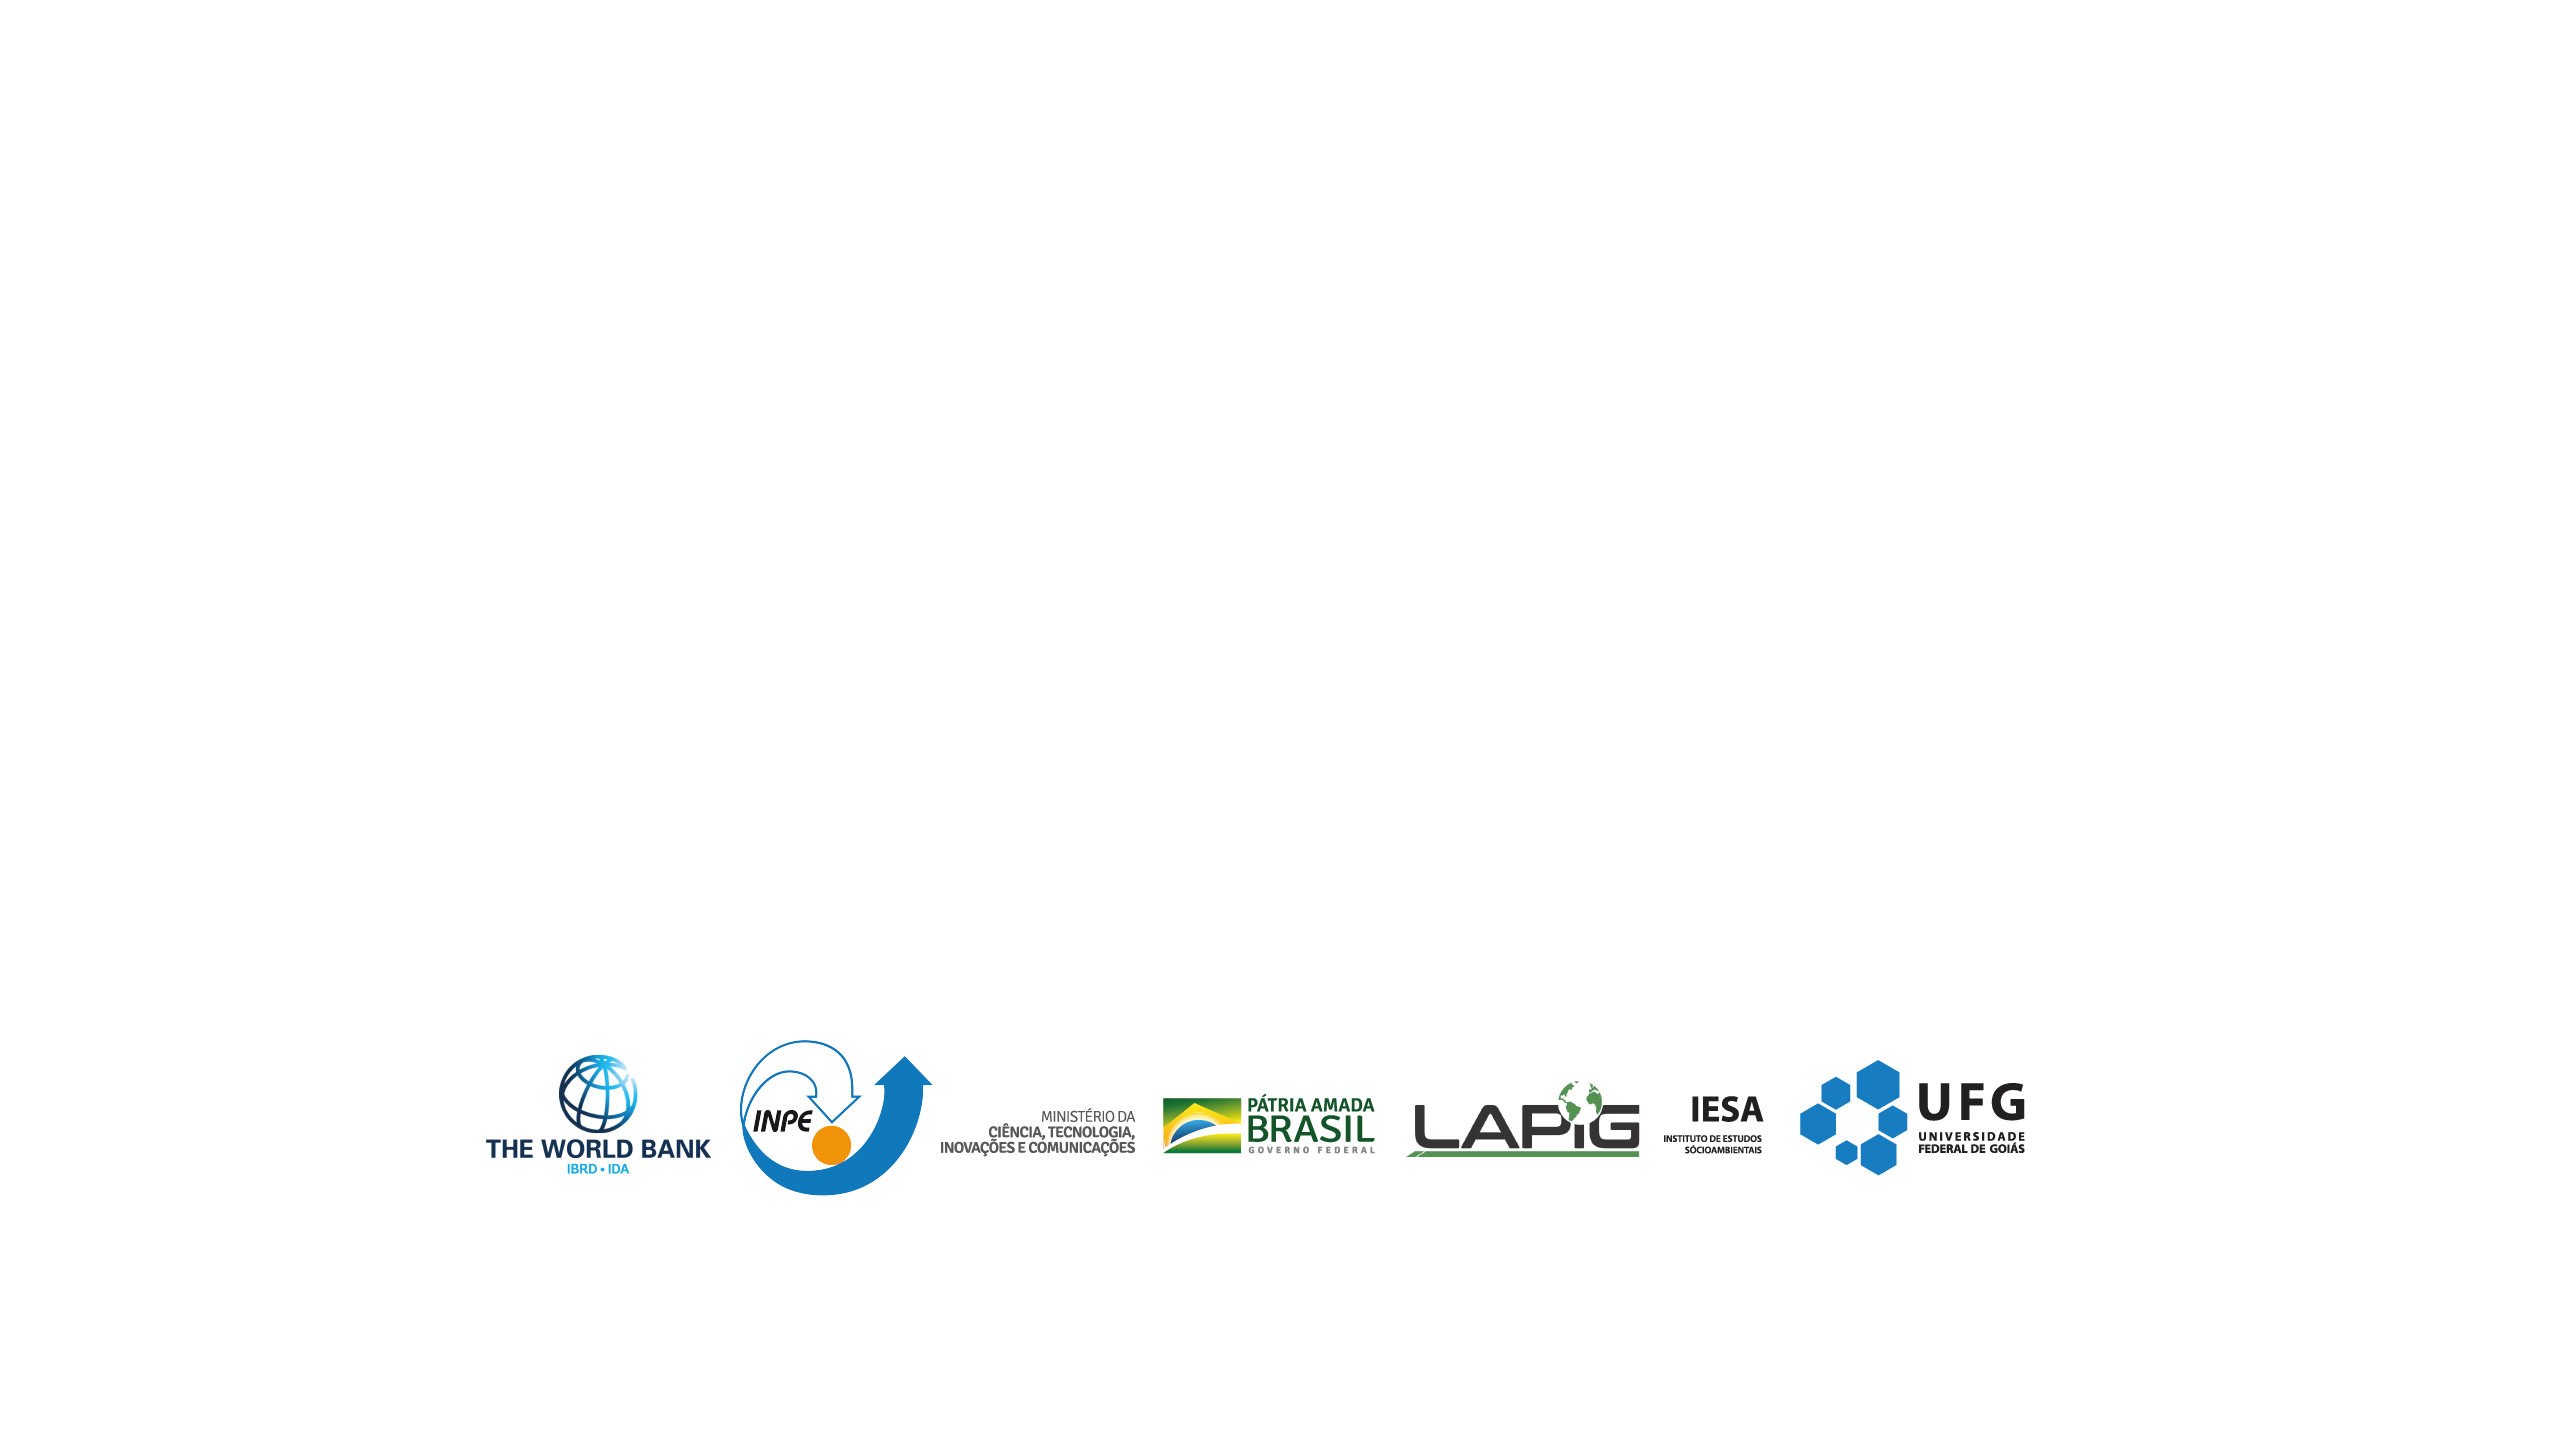 THE WORLD BANK
IBRD • IDA
INPE
MINISTÉRIO DA
CIÊNCIA, TECNOLOGIA,
INOVAÇÕES E COMUNICAÇÕES
PÁTRIA AMADA
BRASIL
GOVERNO FEDERAL
LAPiG
IESA
INSTITUTO DE ESTUDOS
SÓCIOAMBIENTAIS
UFG
UNIVERSIDADE
FEDERAL DE GOIÁS